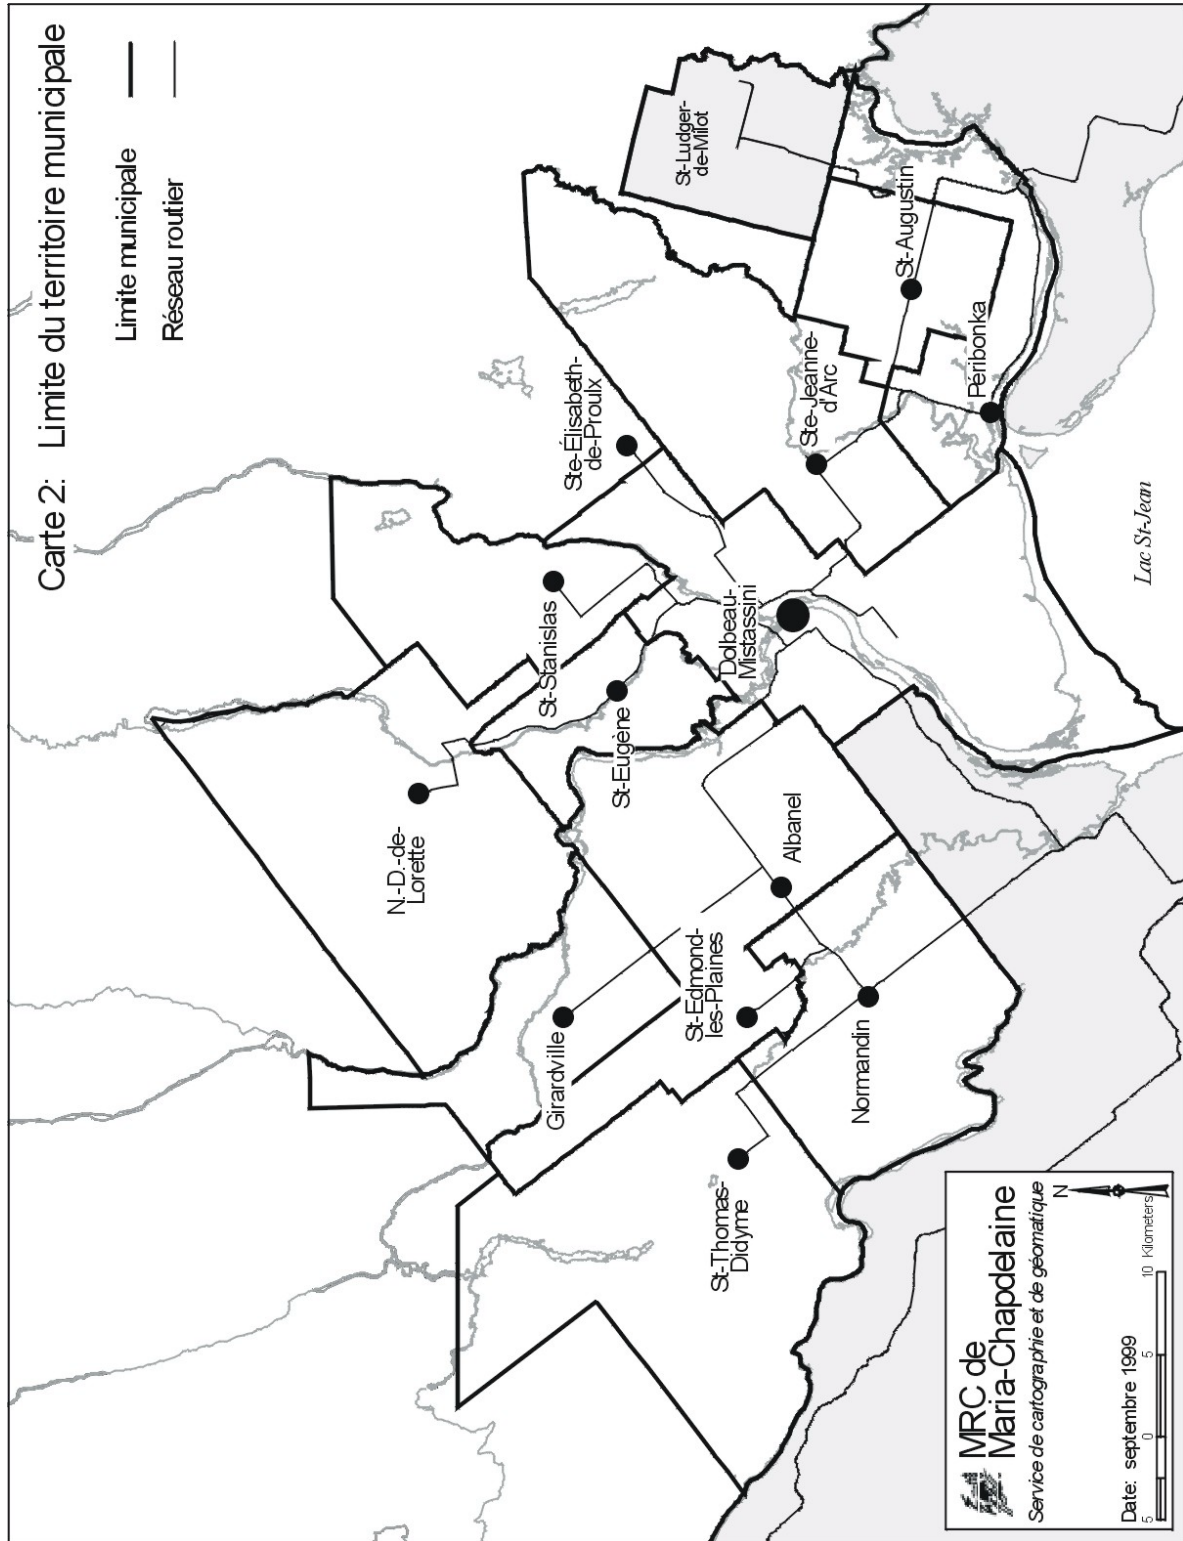 Carte 2: Limite du territoire municipale
Limite municipale
Réseau routier
N.-D.-de-
Lorette
St-Stanislas
Ste-Élisabeth-
de-Proulx
St-Ludger-
de-Milot
Girardville
St-Eugène
St-Thomas-
Didyme
St-Edmond-
les-Plaines
Albanel
Dolbeau-
Mistassini
Ste-Jeanne-
d'Arc
St-Augustin
Normandin
Péribonka
Lac St-Jean
MRC de
Maria-Chapdelaine
Service de cartographie et de géomatique
N
Date: septembre 1999
5 0 5 10 Kilometers